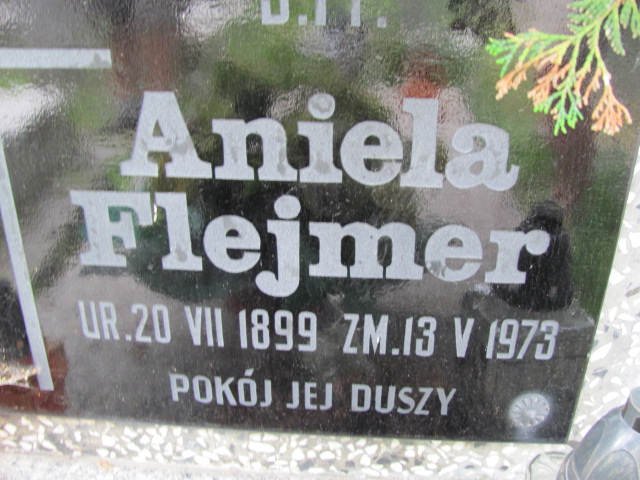 Aniela
Flejmer
UR.20 VII 1899 ZM.13 V 1973
POKÓJ JEJ DUSZY